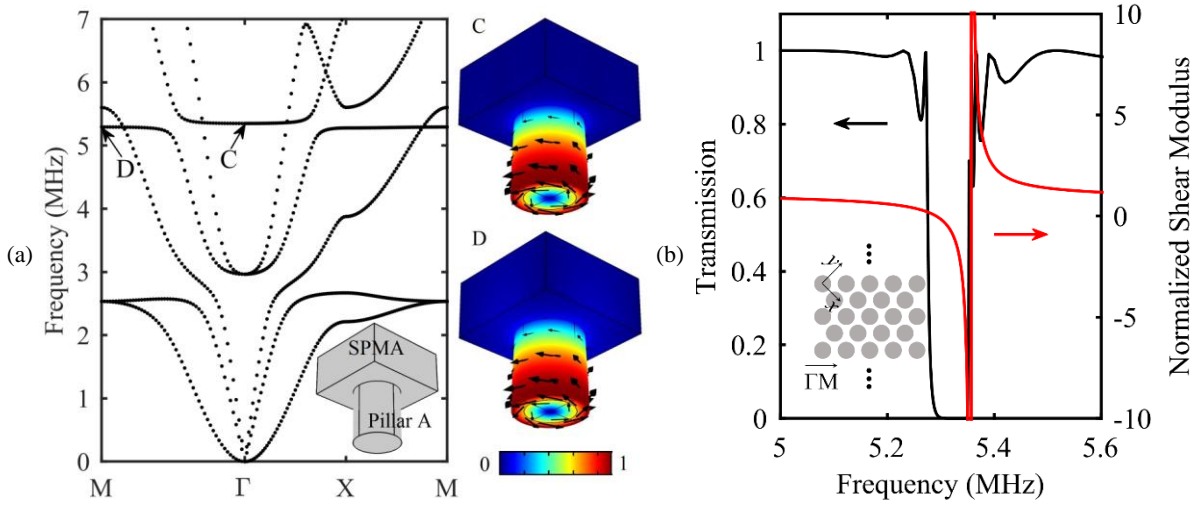 (a)
Frequency (MHz)
7
6
5
4
3
2
1
0
M Γ X M
D
C
SPMA
Pillar A
C
D
0 1
(b)
Transmission
1
0.8
0.6
0.4
0.2
0
5 5.2 5.4 5.6
Frequency (MHz)
10
5
0
-5
-10
Normalized Shear Modulus
y
x
ΓM